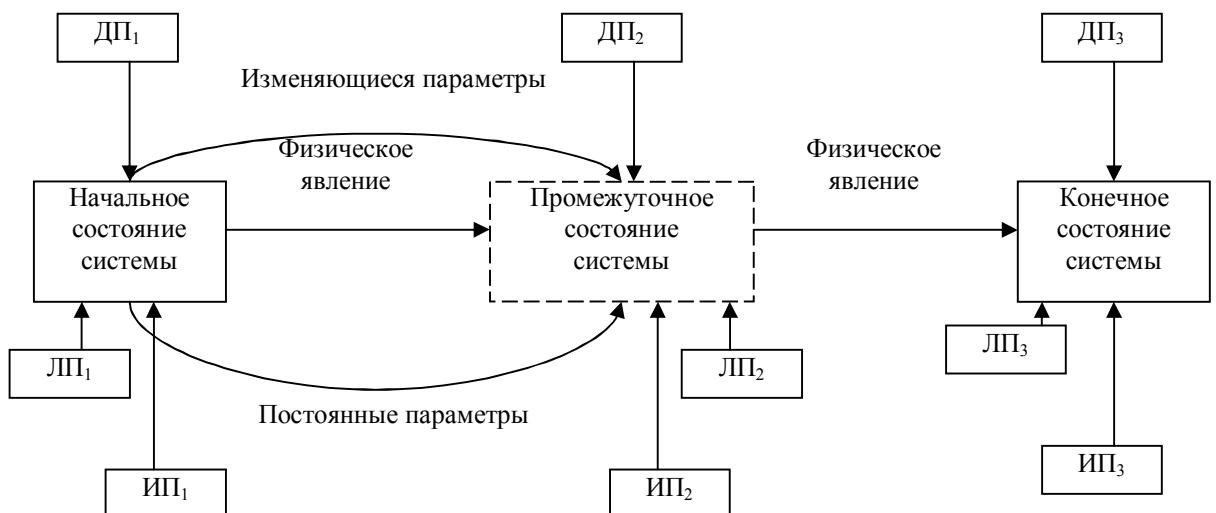 ДП₁
ДП₂
ДП₃
Изменяющиеся параметры
Физическое
явление
Физическое
явление
Начальное
состояние
системы
Промежуточное
состояние
системы
Конечное
состояние
системы
ЛП₁
ЛП₂
ЛП₃
Постоянные параметры
ИП₁
ИП₂
ИП₃